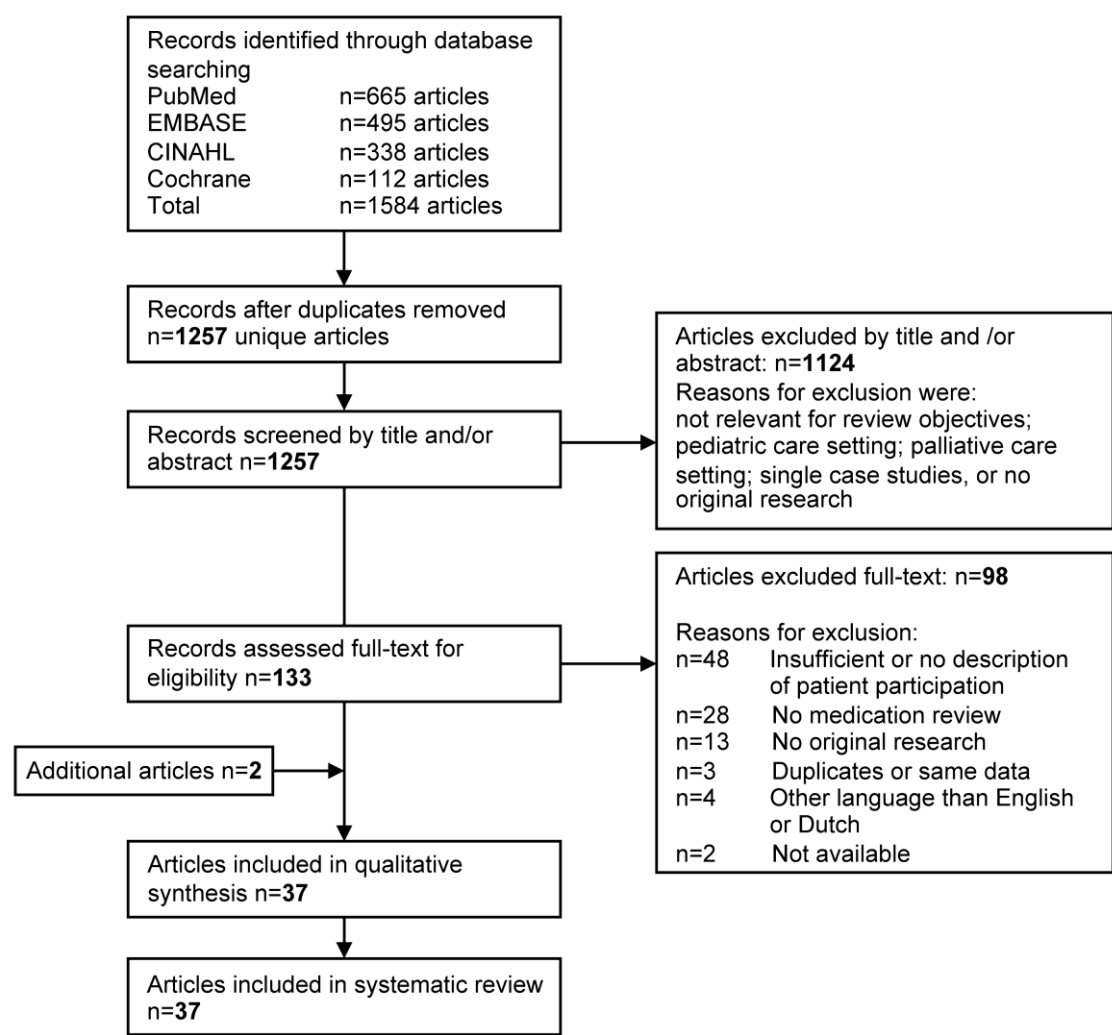 Records identified through database
searching
PubMed n=665 articles
EMBASE n=495 articles
CINAHL n=338 articles
Cochrane n=112 articles
Total n=1584 articles
Records after duplicates removed
n=1257 unique articles
Records screened by title and/or
abstract n=1257
Articles excluded by title and /or
abstract: n=1124
Reasons for exclusion were:
not relevant for review objectives;
pediatric care setting; palliative care
setting; single case studies, or no
original research
Records assessed full-text for
eligibility n=133
Articles excluded full-text: n=98
Reasons for exclusion:
n=48 Insufficient or no description
of patient participation
n=28 No medication review
n=13 No original research
n=3 Duplicates or same data
n=4 Other language than English
or Dutch
n=2 Not available
Additional articles n=2
Articles included in qualitative
synthesis n=37
Articles included in systematic review
n=37